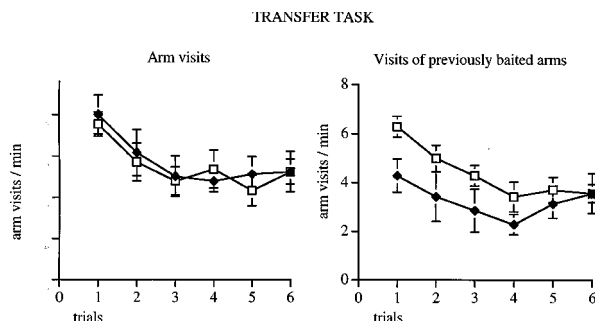 TRANSFER TASK
Arm visits
Visits of previously baited arms
arm visits / min
0 1 2 3 4 5 6
trials
arm visits / min
8
6
4
2
0
0 1 2 3 4 5 6
trials